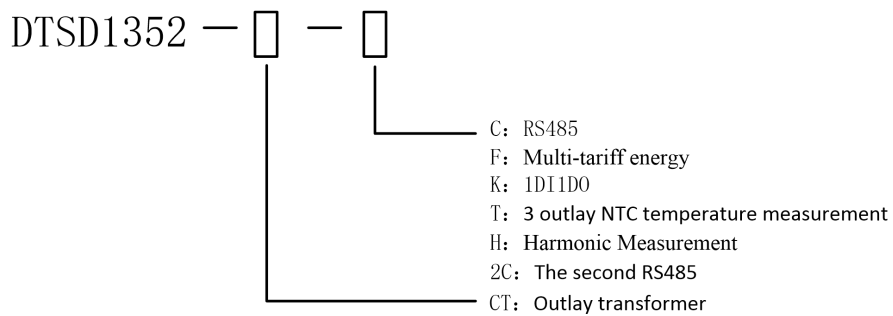 DTSD1352 — □ — □
C: RS485
F: Multi-tariff energy
K: 1DI1DO
T: 3 outlay NTC temperature measurement
H: Harmonic Measurement
2C: The second RS485
CT: Outlay transformer